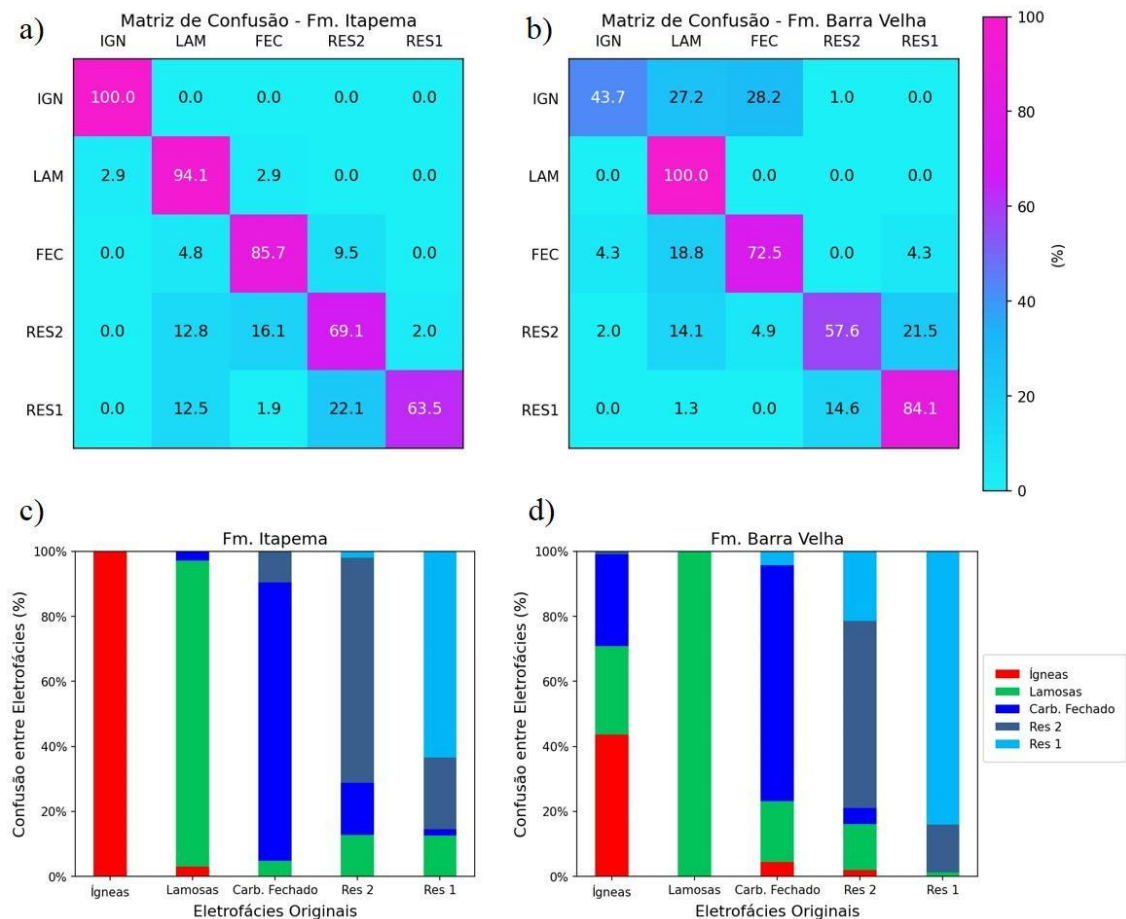 a)
Matriz de Confusão - Fm. Itapema
IGN LAM FEC RES2 RES1
IGN 100.0 0.0 0.0 0.0 0.0
LAM 2.9 94.1 2.9 0.0 0.0
FEC 0.0 4.8 85.7 9.5 0.0
RES2 0.0 12.8 16.1 69.1 2.0
RES1 0.0 12.5 1.9 22.1 63.5
b)
Matriz de Confusão - Fm. Barra Velha
IGN LAM FEC RES2 RES1
IGN 43.7 27.2 28.2 1.0 0.0
LAM 0.0 100.0 0.0 0.0 0.0
FEC 4.3 18.8 72.5 0.0 4.3
RES2 2.0 14.1 4.9 57.6 21.5
RES1 0.0 1.3 0.0 14.6 84.1
100
80
60
40
20
0
(%)
c)
Fm. Itapema
Confusão entre Eletrofácies (%)
100%
80%
60%
40%
20%
0%
Ígneas Lamosas Carb. Fechado Res 2 Res 1
Eletrofácies Originais
d)
Fm. Barra Velha
Confusão entre Eletrofácies (%)
100%
80%
60%
40%
20%
0%
Ígneas Lamosas Carb. Fechado Res 2 Res 1
Eletrofácies Originais
Ígneas
Lamosas
Carb. Fechado
Res 2
Res 1